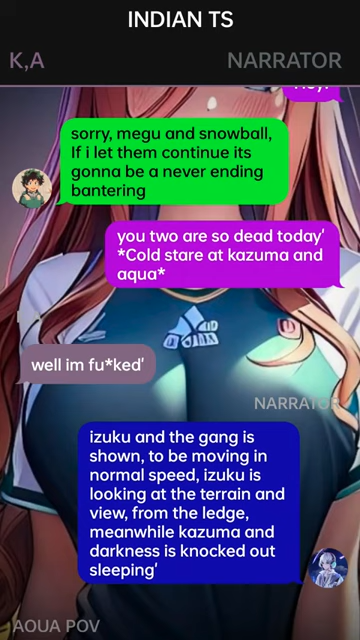 INDIAN TS
K,A
NARRATOR
sorry, megu and snowball,
If i let them continue its
gonna be a never ending
bantering
you two are so dead today'
*Cold stare at kazuma and
aqua*
well im fu*ked'
NARRATOR
izuku and the gang is
shown, to be moving in
normal speed, izuku is
looking at the terrain and
view, from the ledge,
meanwhile kazuma and
darkness is knocked out
sleeping'
AQUA POV